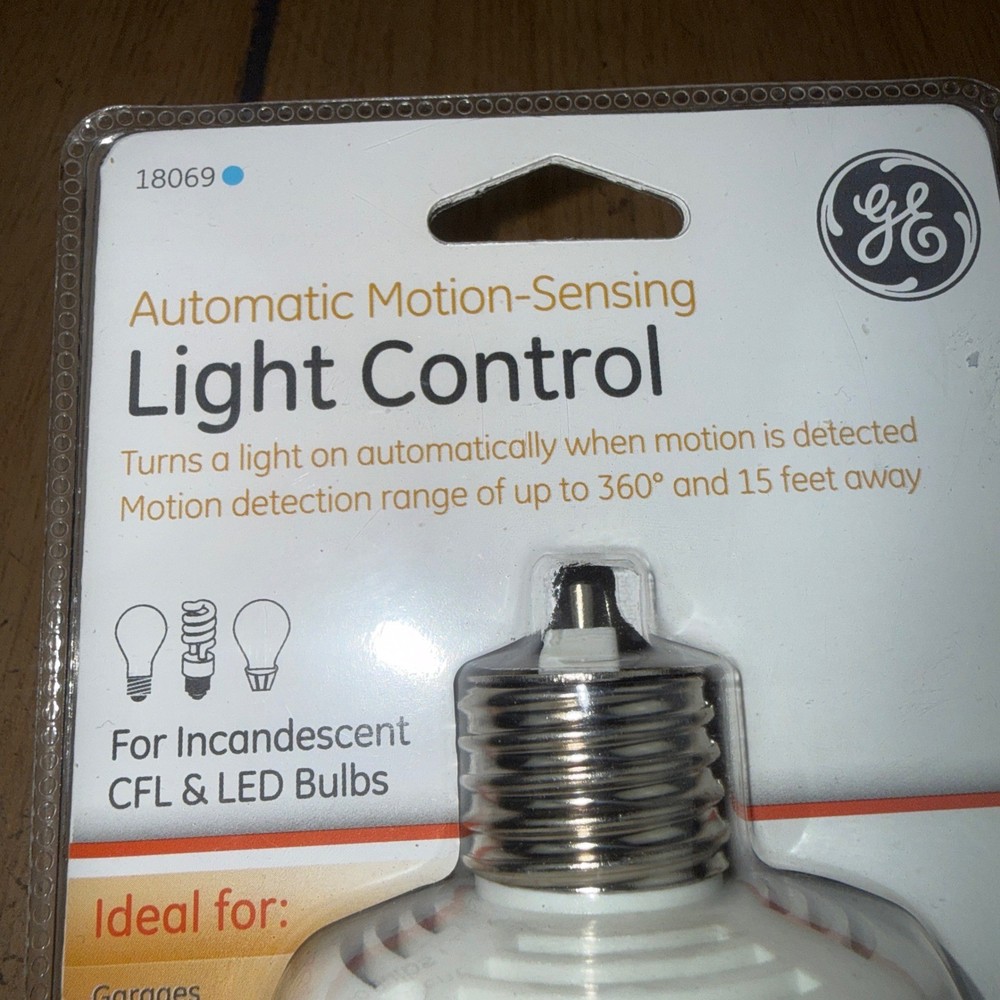 18069
GE
Automatic Motion-Sensing
Light Control
Turns a light on automatically when motion is detected
Motion detection range of up to 360° and 15 feet away
For Incandescent
CFL & LED Bulbs
Ideal for:
Garages